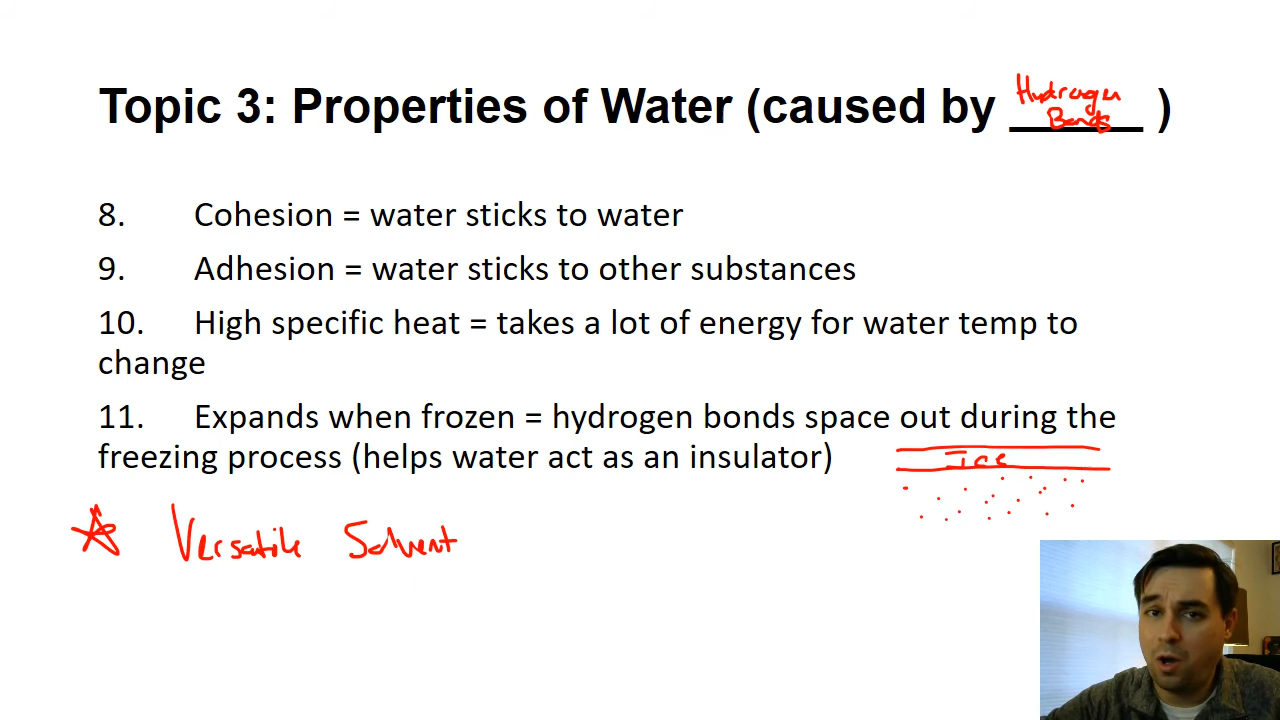 Topic 3: Properties of Water (caused by Hydrogen Bonds )
8. Cohesion = water sticks to water
9. Adhesion = water sticks to other substances
10. High specific heat = takes a lot of energy for water temp to
change
11. Expands when frozen = hydrogen bonds space out during the
freezing process (helps water act as an insulator)
Ice
Versatile Solvent